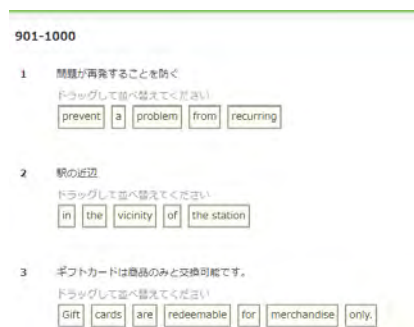 901-1000
1 問題が再発することを防ぐ
ドラッグして並べ替えてください
prevent a problem from recurring
2 駅の近辺
ドラッグして並べ替えてください
in the vicinity of the station
3 ギフトカードは商品のみと交換可能です。
ドラッグして並べ替えてください
Gift cards are redeemable for merchandise only.